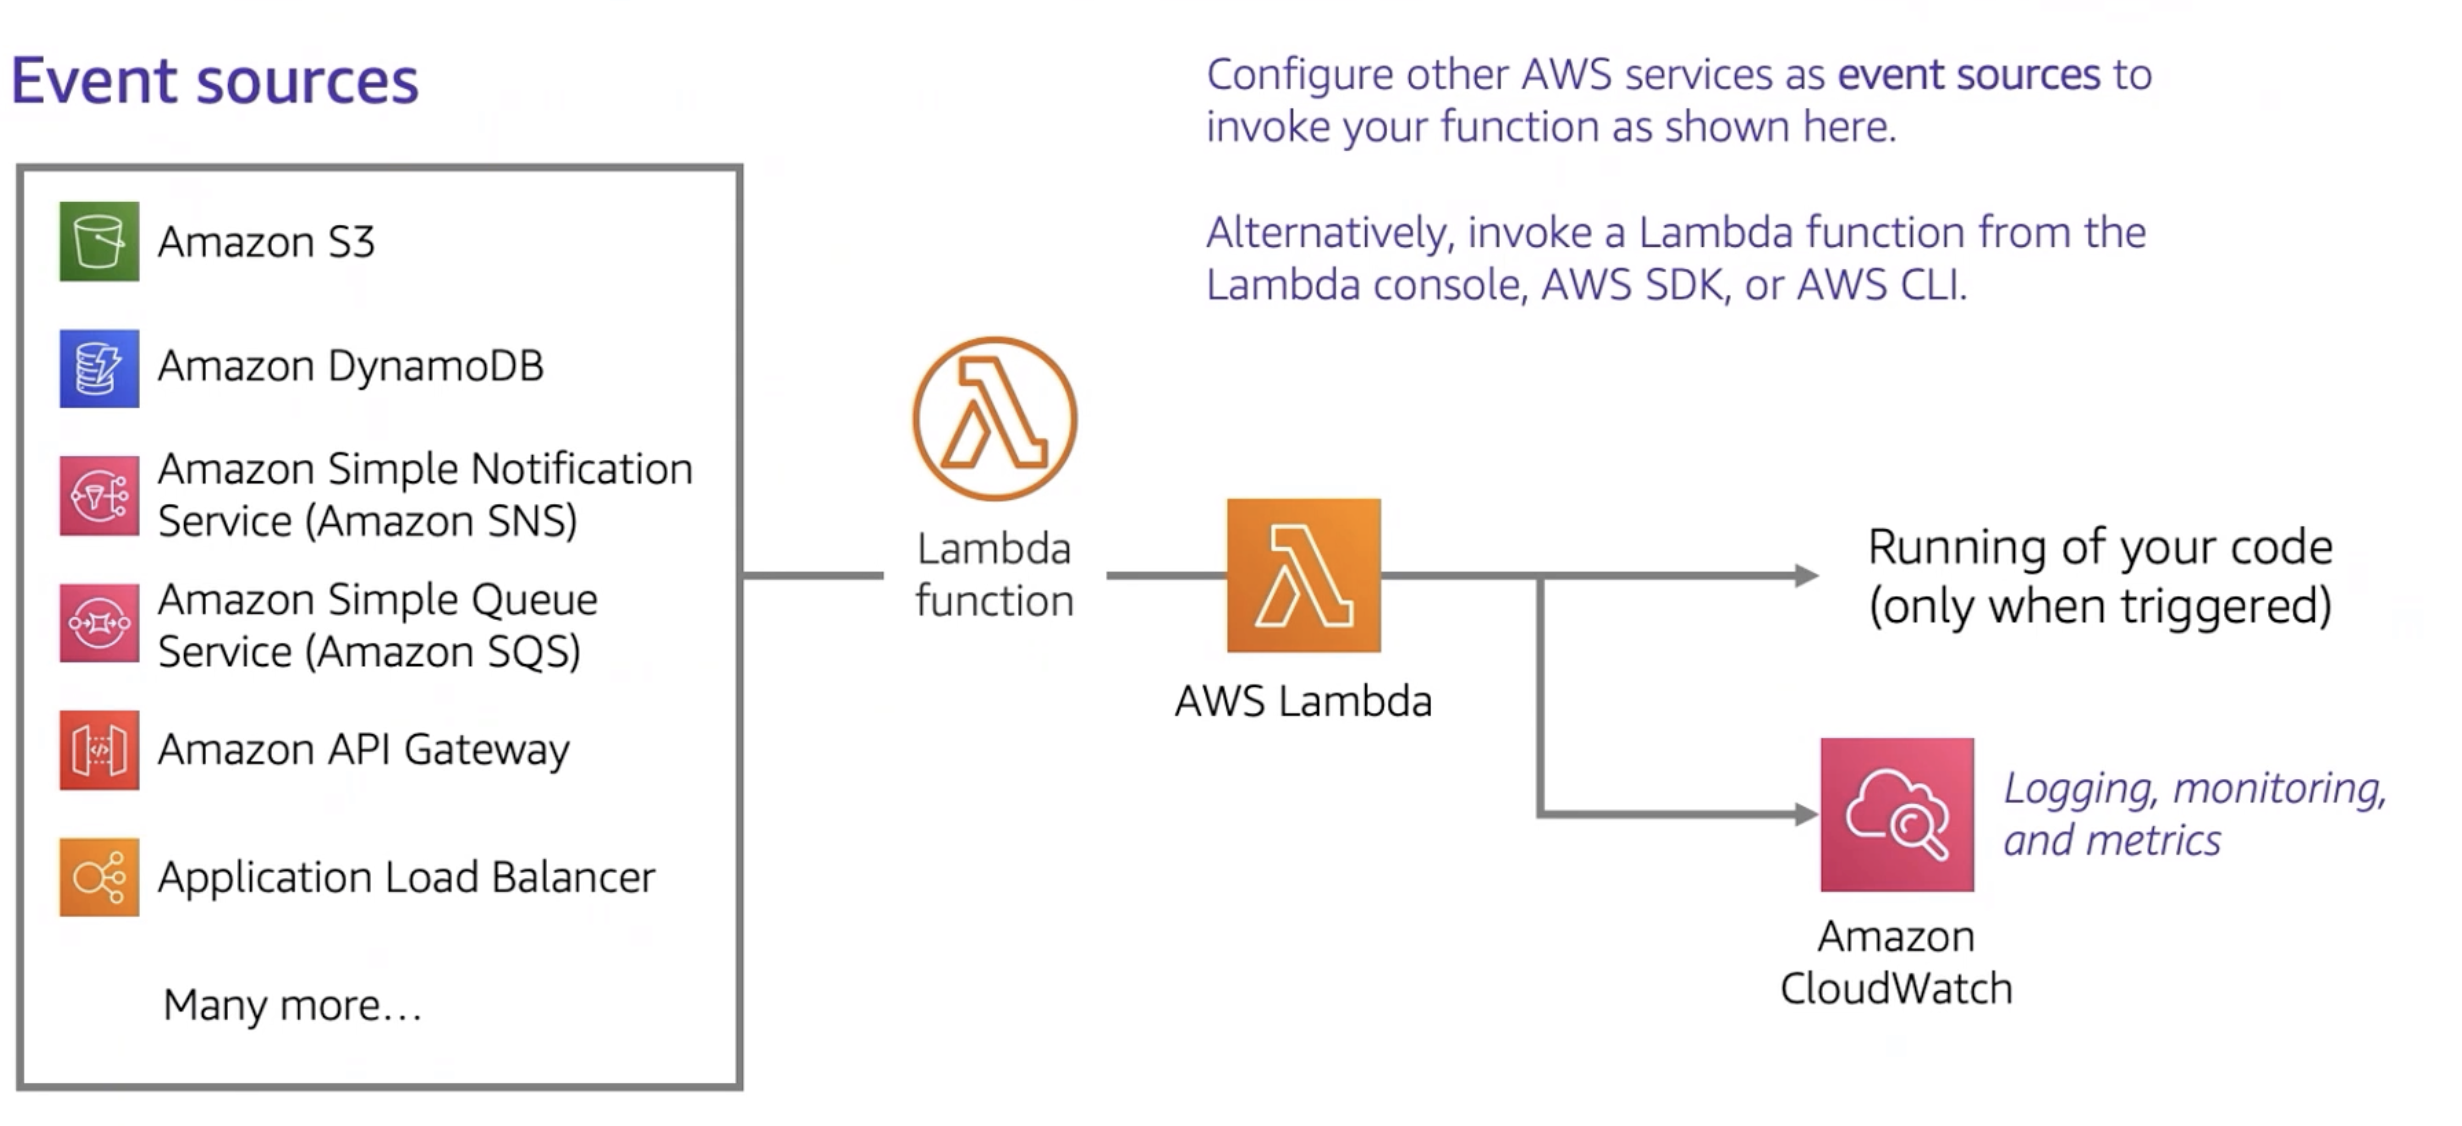 Event sources
Configure other AWS services as event sources to
invoke your function as shown here.
Alternatively, invoke a Lambda function from the
Lambda console, AWS SDK, or AWS CLI.
Amazon S3
Amazon DynamoDB
Amazon Simple Notification
Service (Amazon SNS)
Amazon Simple Queue
Service (Amazon SQS)
Amazon API Gateway
Application Load Balancer
Many more...
Lambda
function
AWS Lambda
Running of your code
(only when triggered)
Logging, monitoring,
and metrics
Amazon
CloudWatch